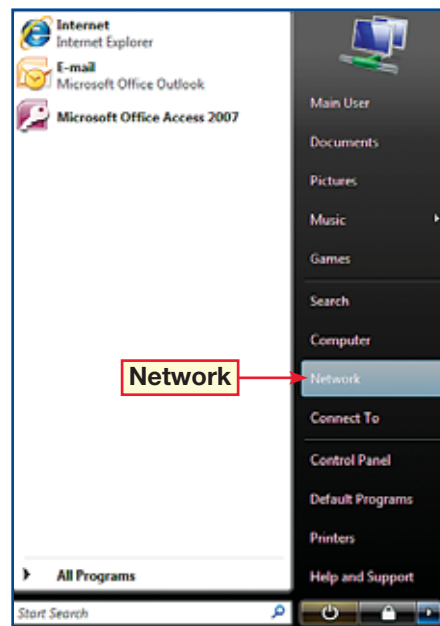 Internet
Internet Explorer
E-mail
Microsoft Office Outlook
Microsoft Office Access 2007
All Programs
Start Search
Main User
Documents
Pictures
Music
Games
Search
Computer
Network
Network
Connect To
Control Panel
Default Programs
Printers
Help and Support